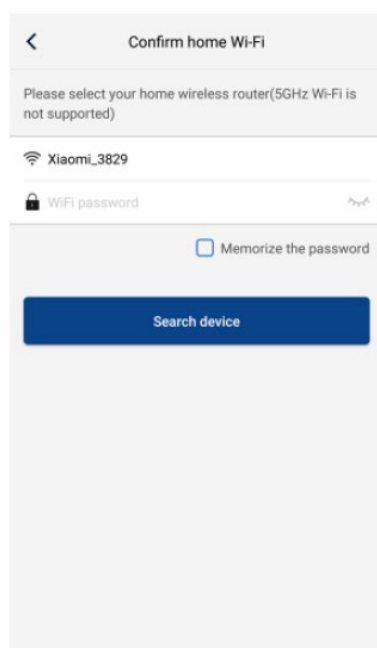 Confirm home Wi-Fi
Please select your home wireless router(5GHz Wi-Fi is
not supported)
Xiaomi_3829
WiFi password
Memorize the password
Search device